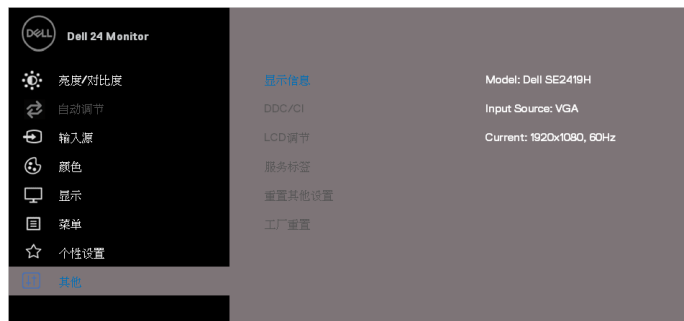 DELL Dell 24 Monitor
亮度/对比度 显示信息 Model: Dell SE2419H
自动调节 DDC/CI Input Source: VGA
输入源 LCD调节 Current: 1920x1080, 60Hz
颜色 服务标签
显示 重置其他设置
菜单 工厂重置
个性设置
其他